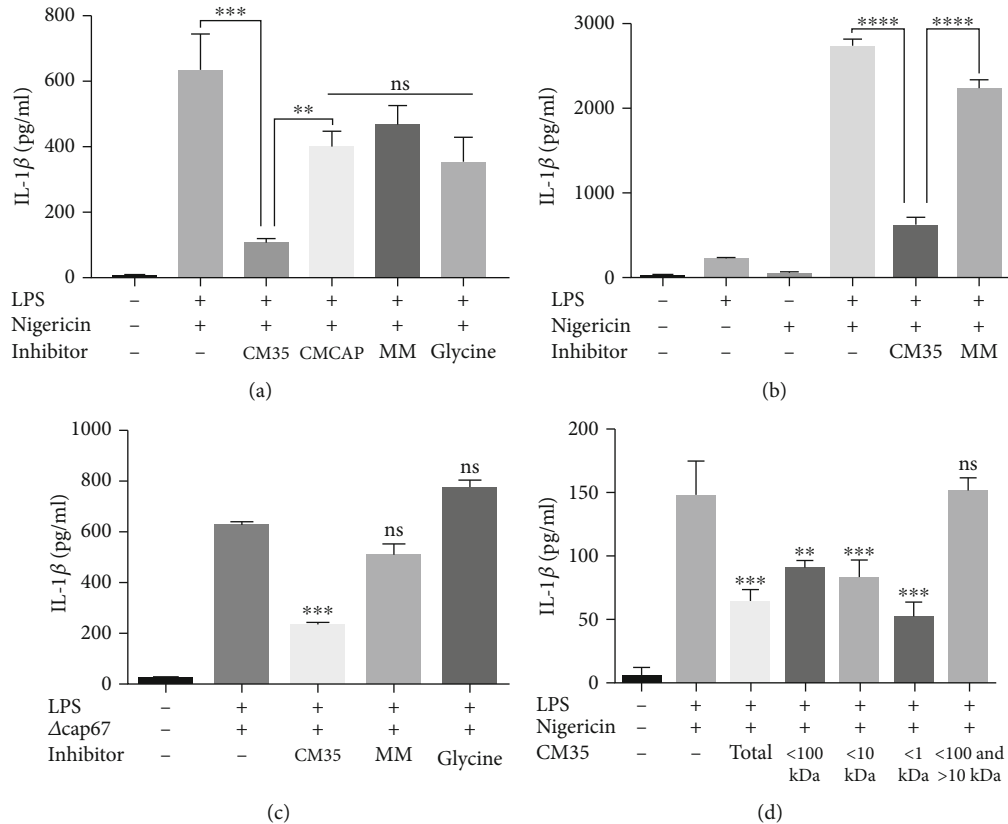 800
600
400
200
0
IL-1β (pg/ml)
***
**
ns
LPS – + + + + +
Nigericin – + + + + +
Inhibitor – – CM35 CMCAP MM Glycine
(a)
3000
2000
1000
0
IL-1β (pg/ml)
**** ****
LPS – + – + + +
Nigericin – – + + + +
Inhibitor – – – – CM35 MM
(b)
1000
800
600
400
200
0
IL-1β (pg/ml)
***
ns
ns
LPS – + + + +
Δcap67 – + + + +
Inhibitor – – CM35 MM Glycine
(c)
200
150
100
50
0
IL-1β (pg/ml)
***
**
***
***
ns
LPS – + + + + + +
Nigericin – + + + + + +
CM35 – – Total <100 <10 <1 <100 and
kDa kDa kDa >10 kDa
(d)